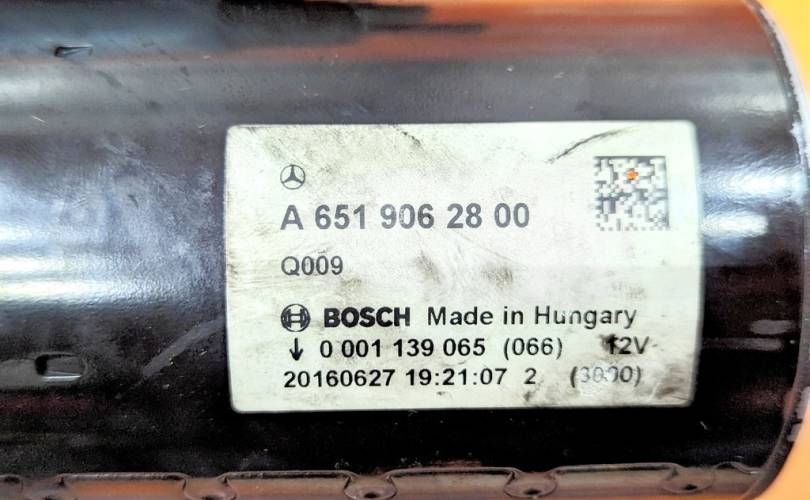 A 651 906 28 00
Q009
BOSCH Made in Hungary
↓ 0 001 139 065 (066) 12V
20160627 19:21:07 2